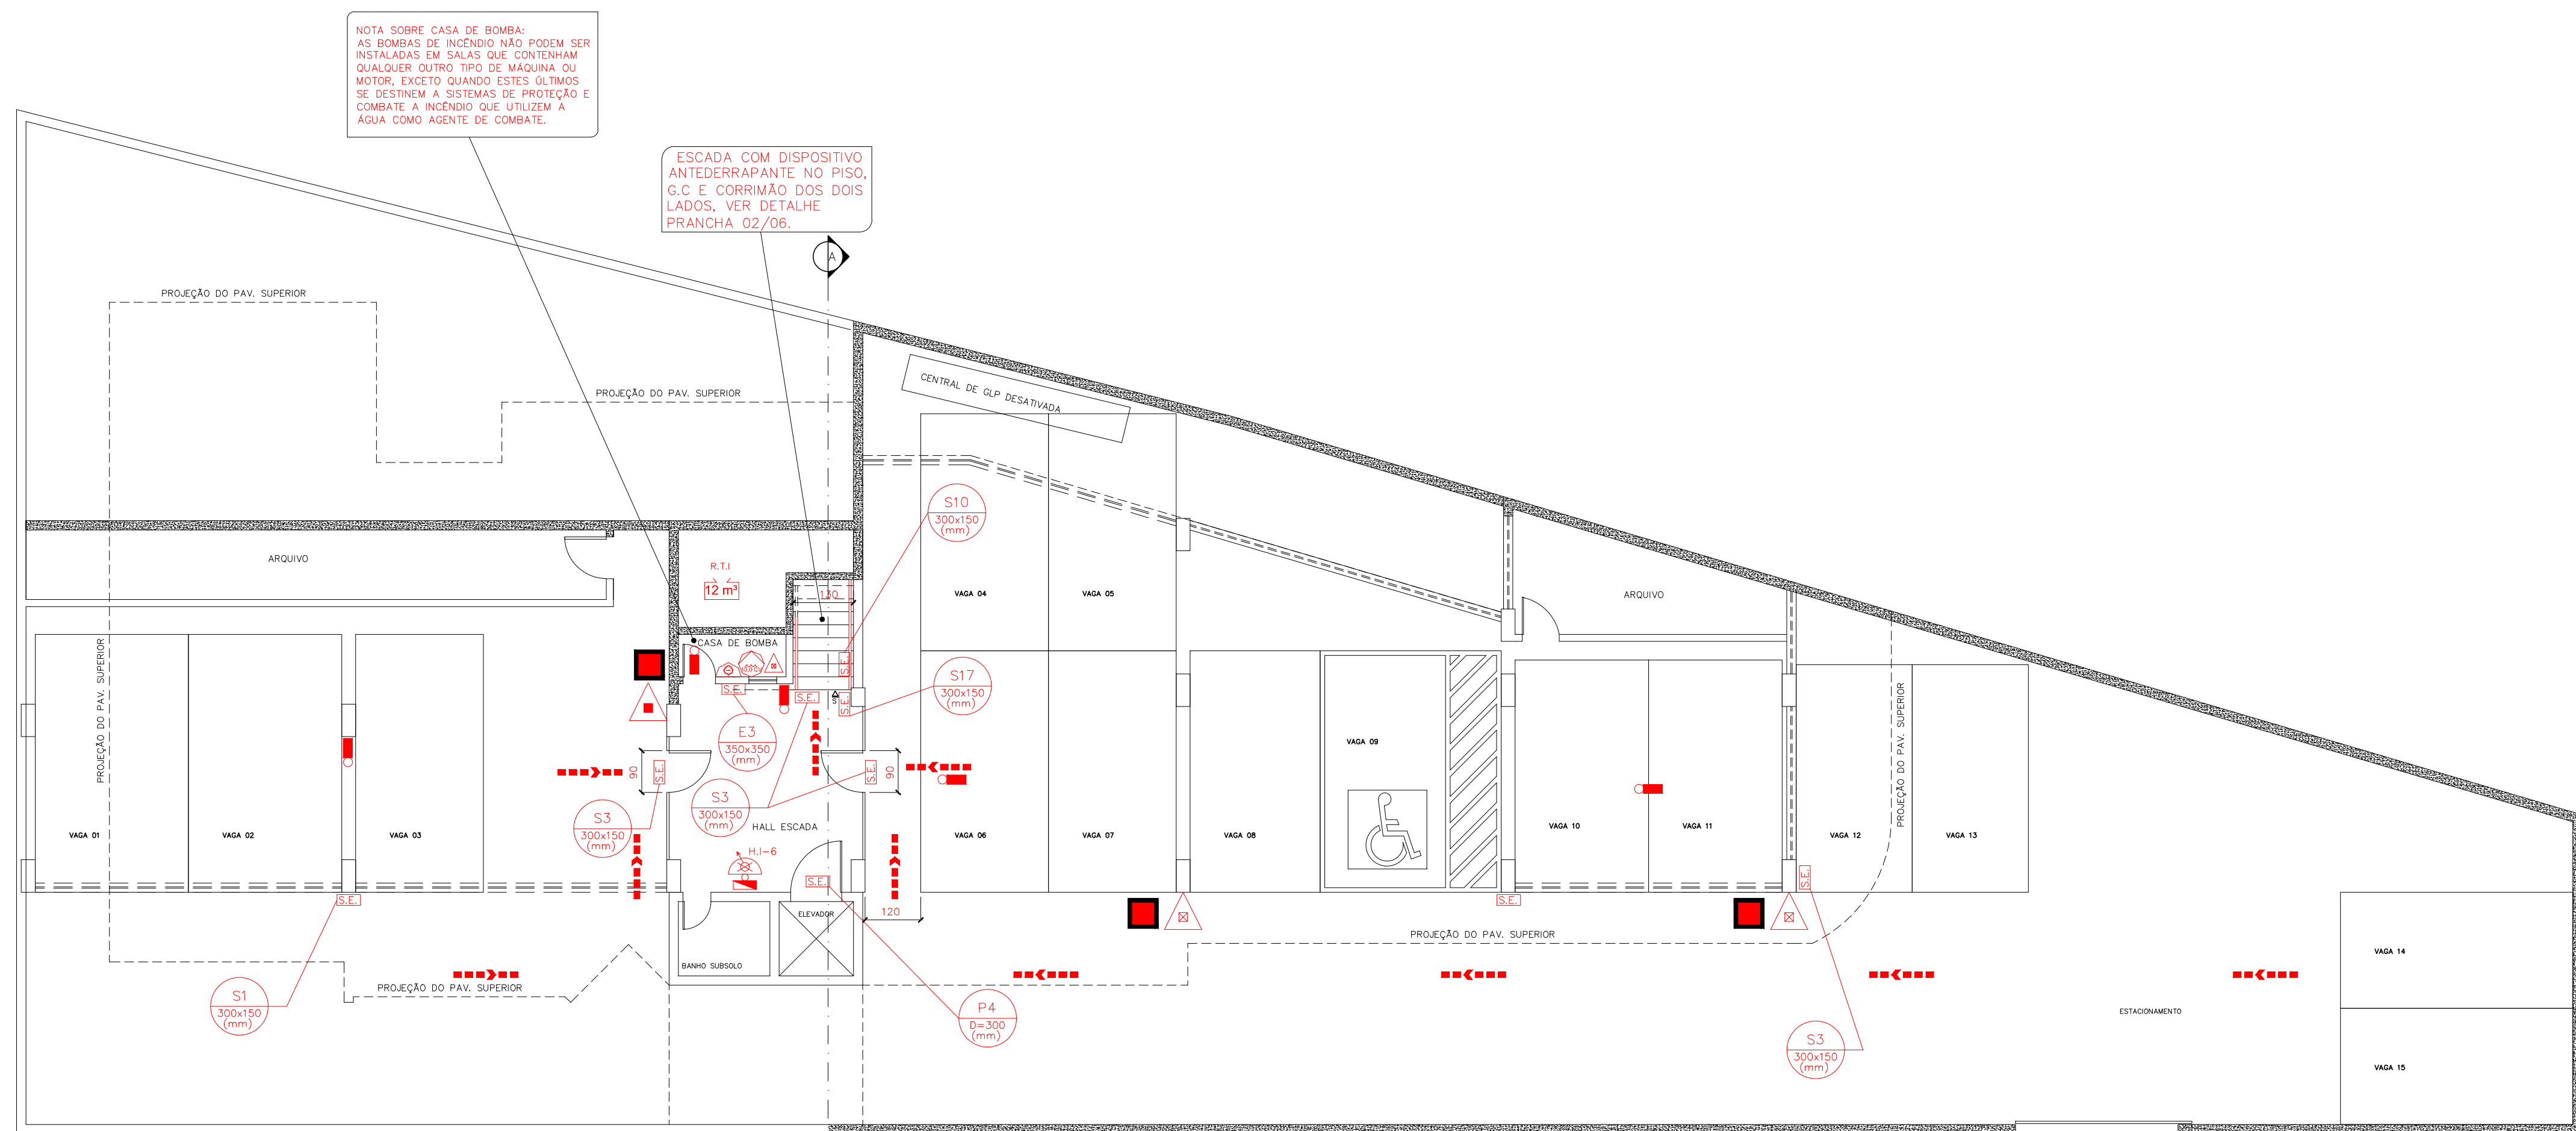 NOTA SOBRE CASA DE BOMBA:
AS BOMBAS DE INCÊNDIO NÃO PODEM SER
INSTALADAS EM SALAS QUE CONTENHAM
QUALQUER OUTRO TIPO DE MÁQUINA OU
MOTOR, EXCETO QUANDO ESTES ÚLTIMOS
SE DESTINEM A SISTEMAS DE PROTEÇÃO E
COMBATE A INCÊNDIO QUE UTILIZEM A
ÁGUA COMO AGENTE DE COMBATE.
ESCADA COM DISPOSITIVO
ANTEDERRAPANTE NO PISO,
G.C E CORRIMÃO DOS DOIS
LADOS, VER DETALHE
PRANCHA 02/06.
A
PROJEÇÃO DO PAV. SUPERIOR
PROJEÇÃO DO PAV. SUPERIOR
CENTRAL DE GLP DESATIVADA
S10
300x150
(mm)
ARQUIVO
R.T.I
12 m³
130
VAGA 04
VAGA 05
ARQUIVO
CASA DE BOMBA
S.E.
S.E.
S.E.
S.E.
S
S17
300x150
(mm)
PROJEÇÃO DO PAV. SUPERIOR
PROJEÇÃO DO PAV. SUPERIOR
E3
350x350
(mm)
VAGA 09
90
S.E.
S.E.
90
S3
300x150
(mm)
S3
300x150
(mm)
HALL ESCADA
VAGA 01
VAGA 02
VAGA 03
VAGA 06
VAGA 07
VAGA 08
VAGA 10
VAGA 11
VAGA 12
VAGA 13
H.I-6
S.E.
S.E.
S.E.
S.E.
ELEVADOR
120
BANHO SUBSOLO
PROJEÇÃO DO PAV. SUPERIOR
VAGA 14
PROJEÇÃO DO PAV. SUPERIOR
S1
300x150
(mm)
P4
D=300
(mm)
ESTACIONAMENTO
S3
300x150
(mm)
VAGA 15